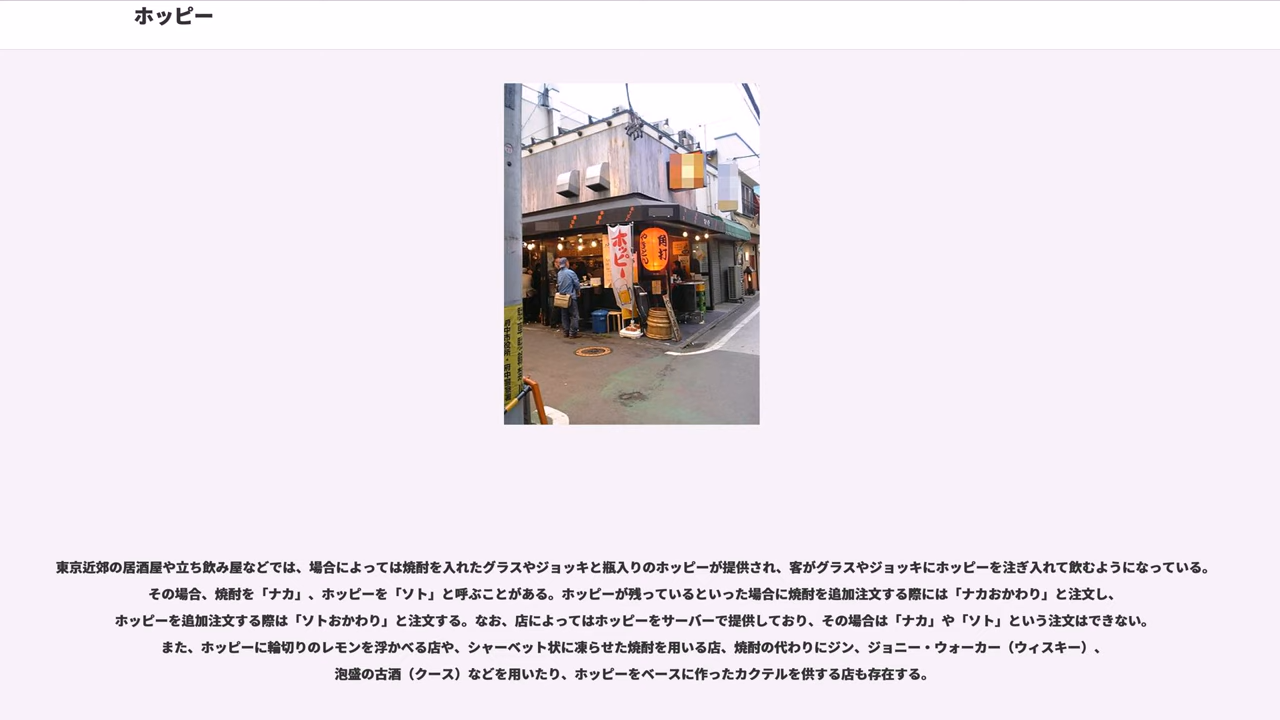 ホッピー
ホッピー
角打
やきとん
府中市役所・府中警察署
東京近郊の居酒屋や立ち飲み屋などでは、場合によっては焼酎を入れたグラスやジョッキと瓶入りのホッピーが提供され、客がグラスやジョッキにホッピーを注ぎ入れて飲むようになっている。
その場合、焼酎を「ナカ」、ホッピーを「ソト」と呼ぶことがある。ホッピーが残っているといった場合に焼酎を追加注文する際には「ナカおかわり」と注文し、
ホッピーを追加注文する際は「ソトおかわり」と注文する。なお、店によってはホッピーをサーバーで提供しており、その場合は「ナカ」や「ソト」という注文はできない。
また、ホッピーに輪切りのレモンを浮かべる店や、シャーベット状に凍らせた焼酎を用いる店、焼酎の代わりにジン、ジョニー・ウォーカー（ウィスキー）、
泡盛の古酒（クース）などを用いたり、ホッピーをベースに作ったカクテルを供する店も存在する。